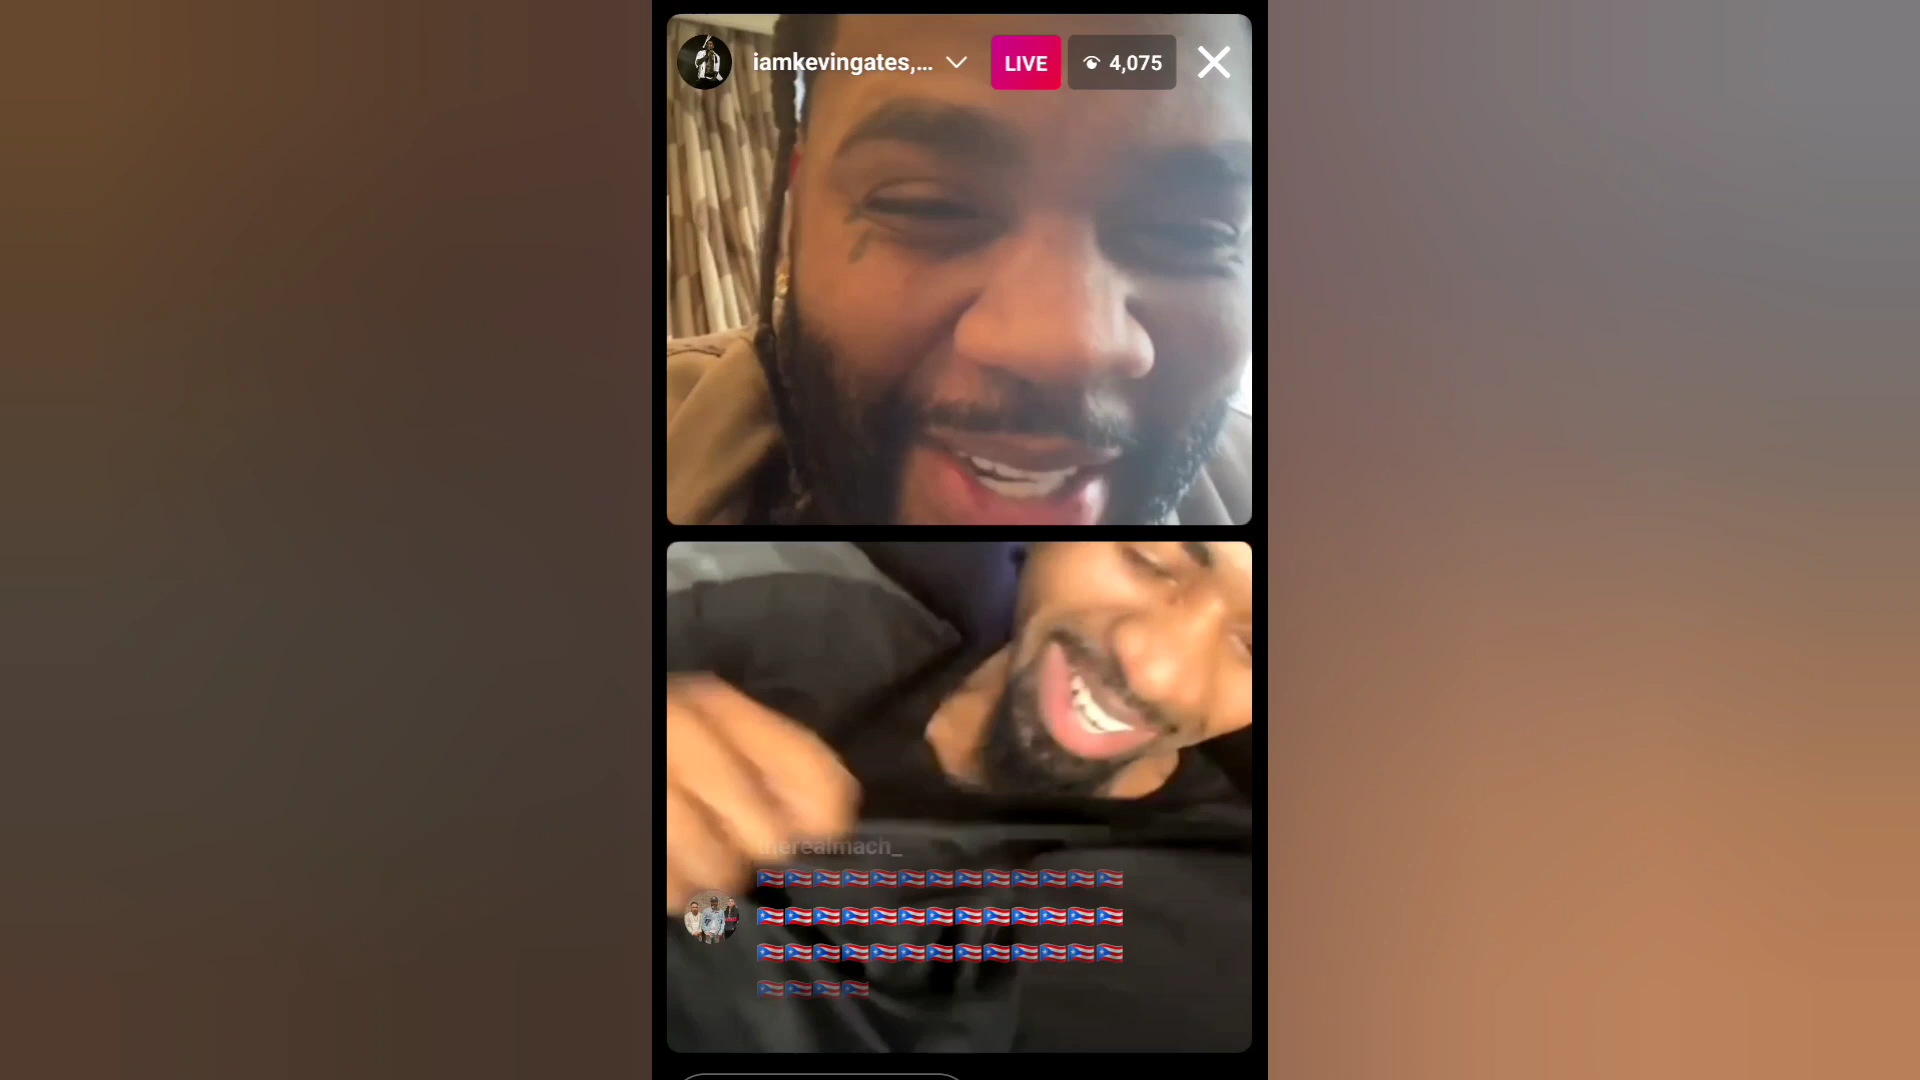 iamkevingates,...
LIVE
4,075
therealmach_
🇵🇷🇵🇷🇵🇷🇵🇷🇵🇷🇵🇷🇵🇷🇵🇷🇵🇷🇵🇷🇵🇷🇵🇷🇵🇷
🇵🇷🇵🇷🇵🇷🇵🇷🇵🇷🇵🇷🇵🇷🇵🇷🇵🇷🇵🇷🇵🇷🇵🇷🇵🇷
🇵🇷🇵🇷🇵🇷🇵🇷🇵🇷🇵🇷🇵🇷🇵🇷🇵🇷🇵🇷🇵🇷🇵🇷🇵🇷
🇵🇷🇵🇷🇵🇷🇵🇷